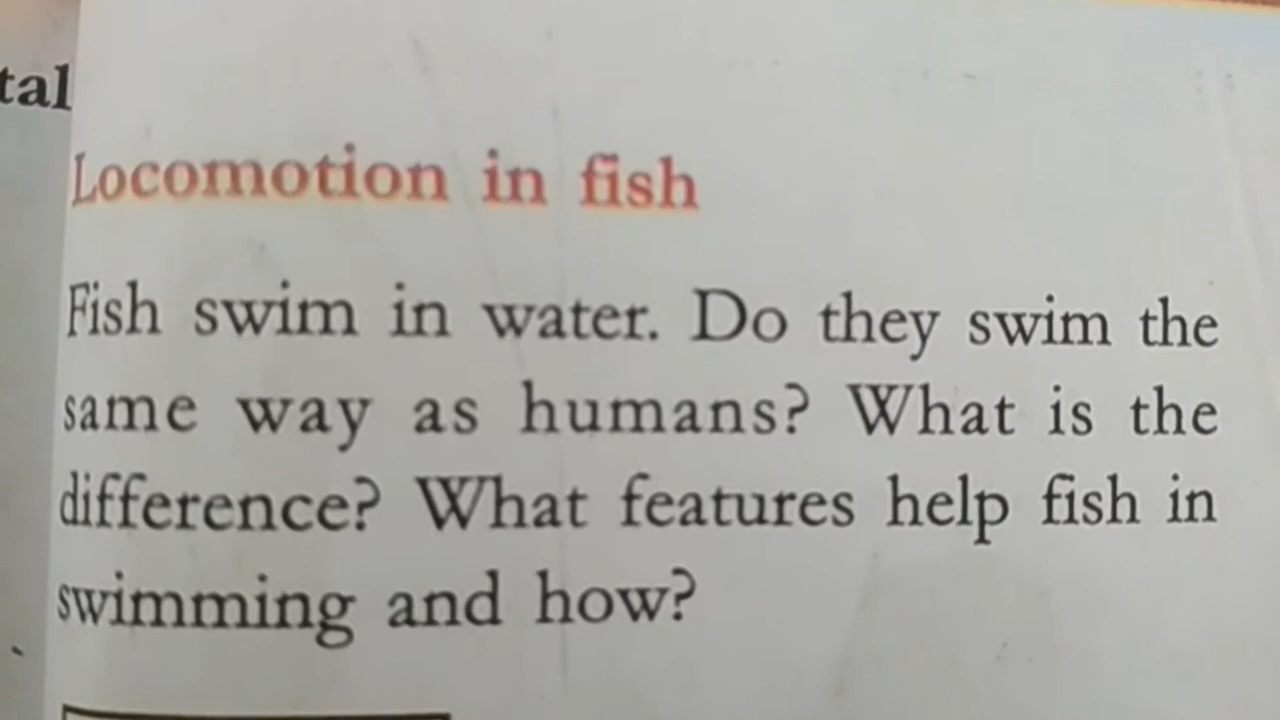 tal
Locomotion in fish
Fish swim in water. Do they swim the
same way as humans? What is the
difference? What features help fish in
swimming and how?